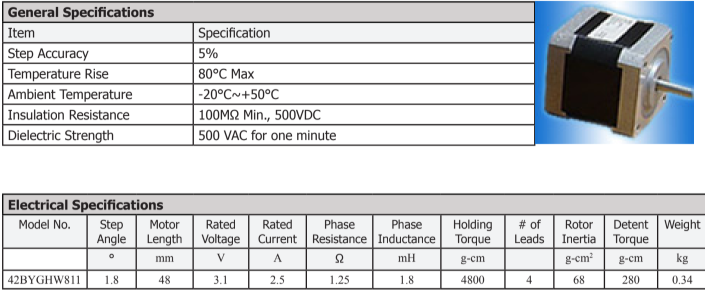 General Specifications
Item Specification
Step Accuracy 5%
Temperature Rise 80°C Max
Ambient Temperature -20°C~+50°C
Insulation Resistance 100MΩ Min., 500VDC
Dielectric Strength 500 VAC for one minute
Electrical Specifications
Model No. Step Angle Motor Length Rated Voltage Rated Current Phase Resistance Phase Inductance Holding Torque # of Leads Rotor Inertia Detent Torque Weight
° mm V A Ω mH g-cm g-cm² g-cm kg
42BYGHW811 1.8 48 3.1 2.5 1.25 1.8 4800 4 68 280 0.34